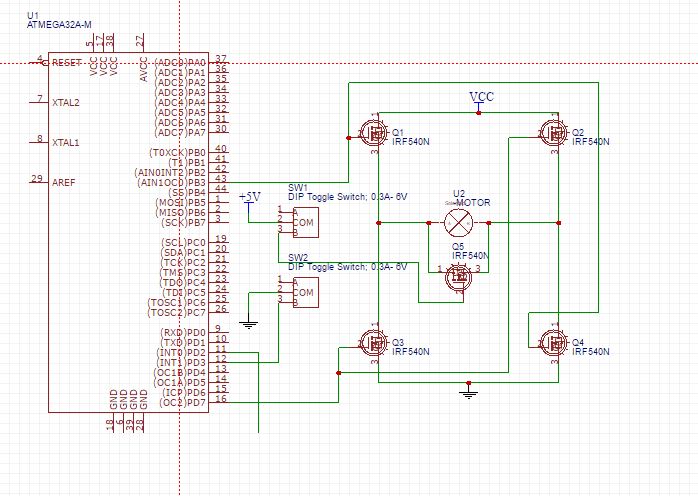 U1
ATMEGA32A-M
5 17 38 27
VCC VCC VCC AVCC
4 RESET
7 XTAL2
8 XTAL1
29 AREF
(ADC0)PA0 37
(ADC1)PA1 36
(ADC2)PA2 35
(ADC3)PA3 34
(ADC4)PA4 33
(ADC5)PA5 32
(ADC6)PA6 31
(ADC7)PA7 30
(T0XCK)PB0 40
(T1)PB1 41
(AIN0INT2)PB2 42
(AIN1OC0)PB3 43
(SS)PB4 44
(MOSI)PB5 1
(MISO)PB6 2
(SCK)PB7 3
(SCL)PC0 19
(SDA)PC1 20
(TCK)PC2 21
(TMS)PC3 22
(TDO)PC4 23
(TDI)PC5 24
(TOSC1)PC6 25
(TOSC2)PC7 26
(RXD)PD0 9
(TXD)PD1 10
(INT0)PD2 11
(INT1)PD3 12
(OC1B)PD4 13
(OC1A)PD5 14
(ICP)PD6 15
(OC2)PD7 16
GND GND GND GND
18 6 39 28
+5V
SW1
DIP Toggle Switch; 0.3A- 6V
1 A
2 COM
3 B
SW2
DIP Toggle Switch; 0.3A- 6V
1 A
2 COM
3 B
VCC
1
2
3
Q1
IRF540N
1
2
3
Q2
IRF540N
U2
-MOTOR
Q5
IRF540N
1 3
2
1
2
3
Q3
IRF540N
1
2
3
Q4
IRF540N